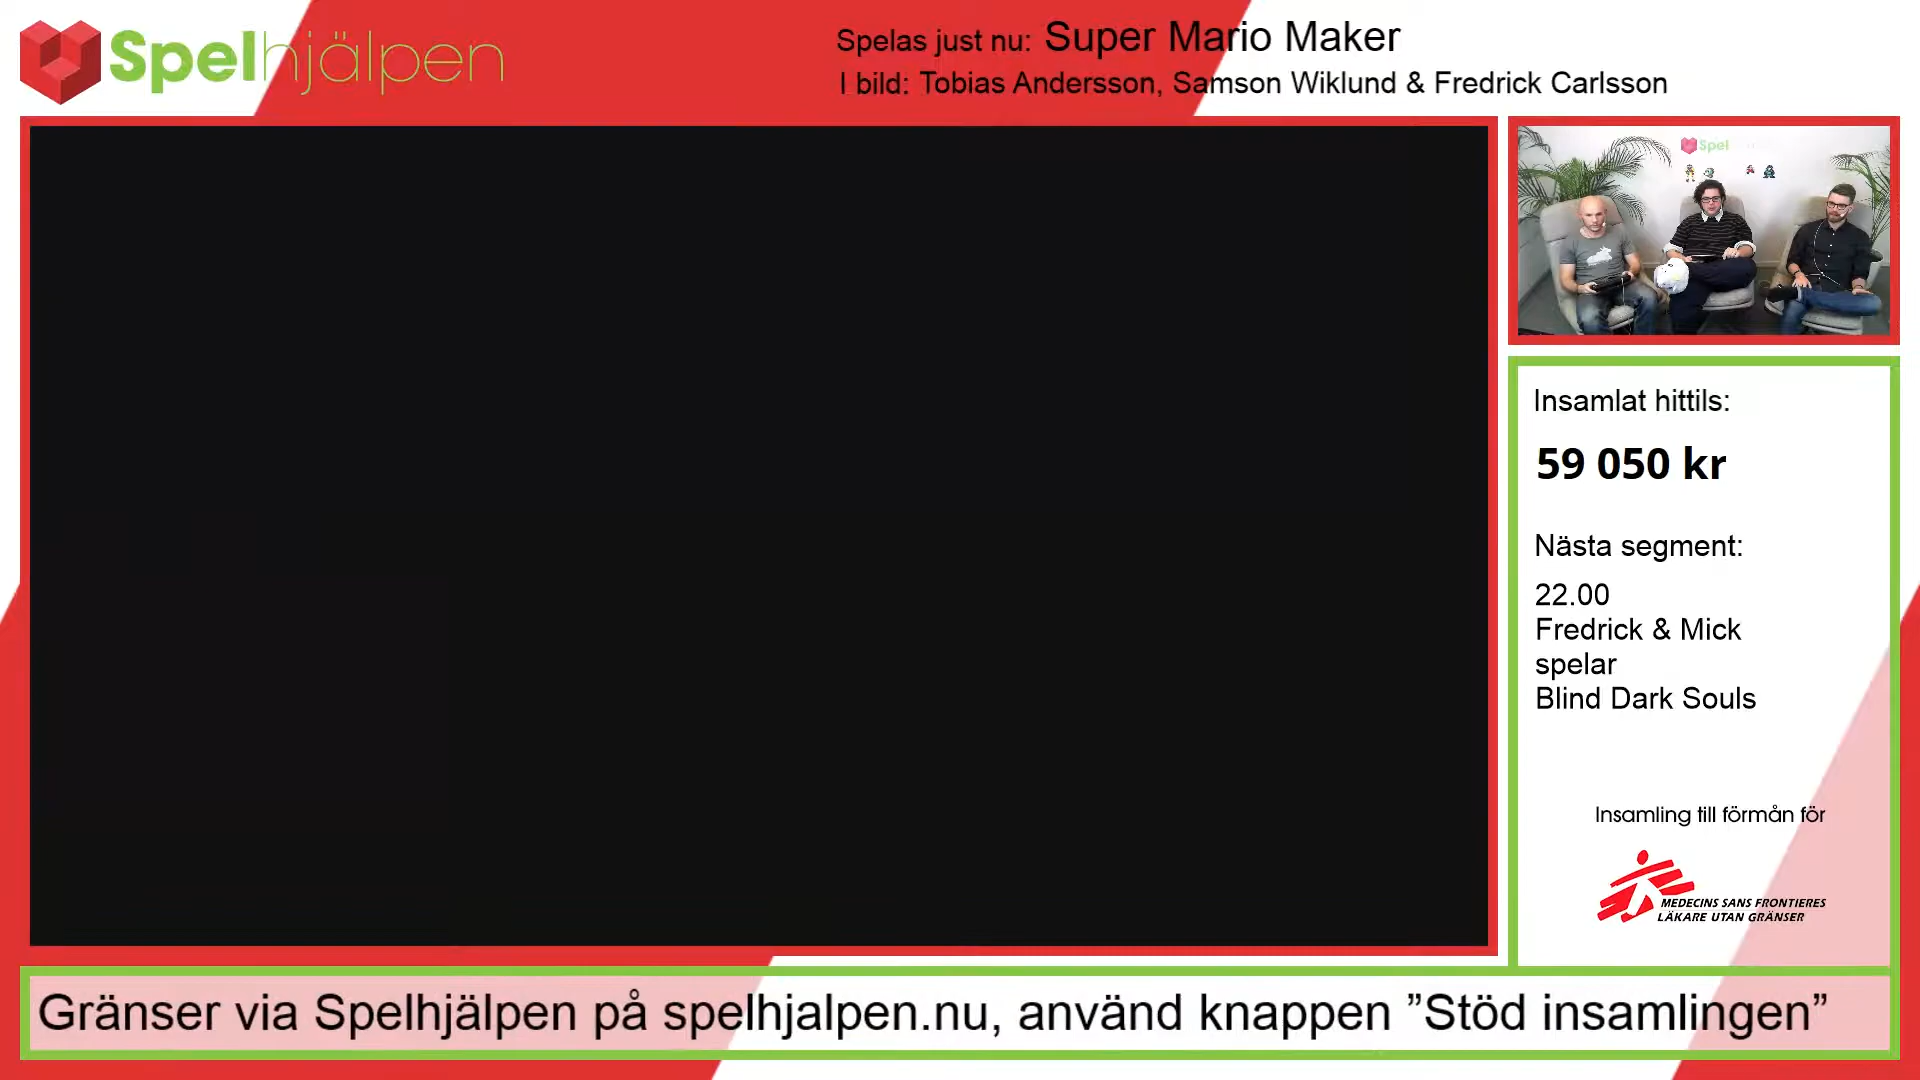 Spelhjälpen
Spelas just nu: Super Mario Maker
I bild: Tobias Andersson, Samson Wiklund & Fredrick Carlsson
Spel
Insamlat hittils:
59 050 kr
Nästa segment:
22.00
Fredrick & Mick
spelar
Blind Dark Souls
Insamling till förmån för
MEDECINS SANS FRONTIERES
LÄKARE UTAN GRÄNSER
Gränser via Spelhjälpen på spelhjalpen.nu, använd knappen ”Stöd insamlingen”